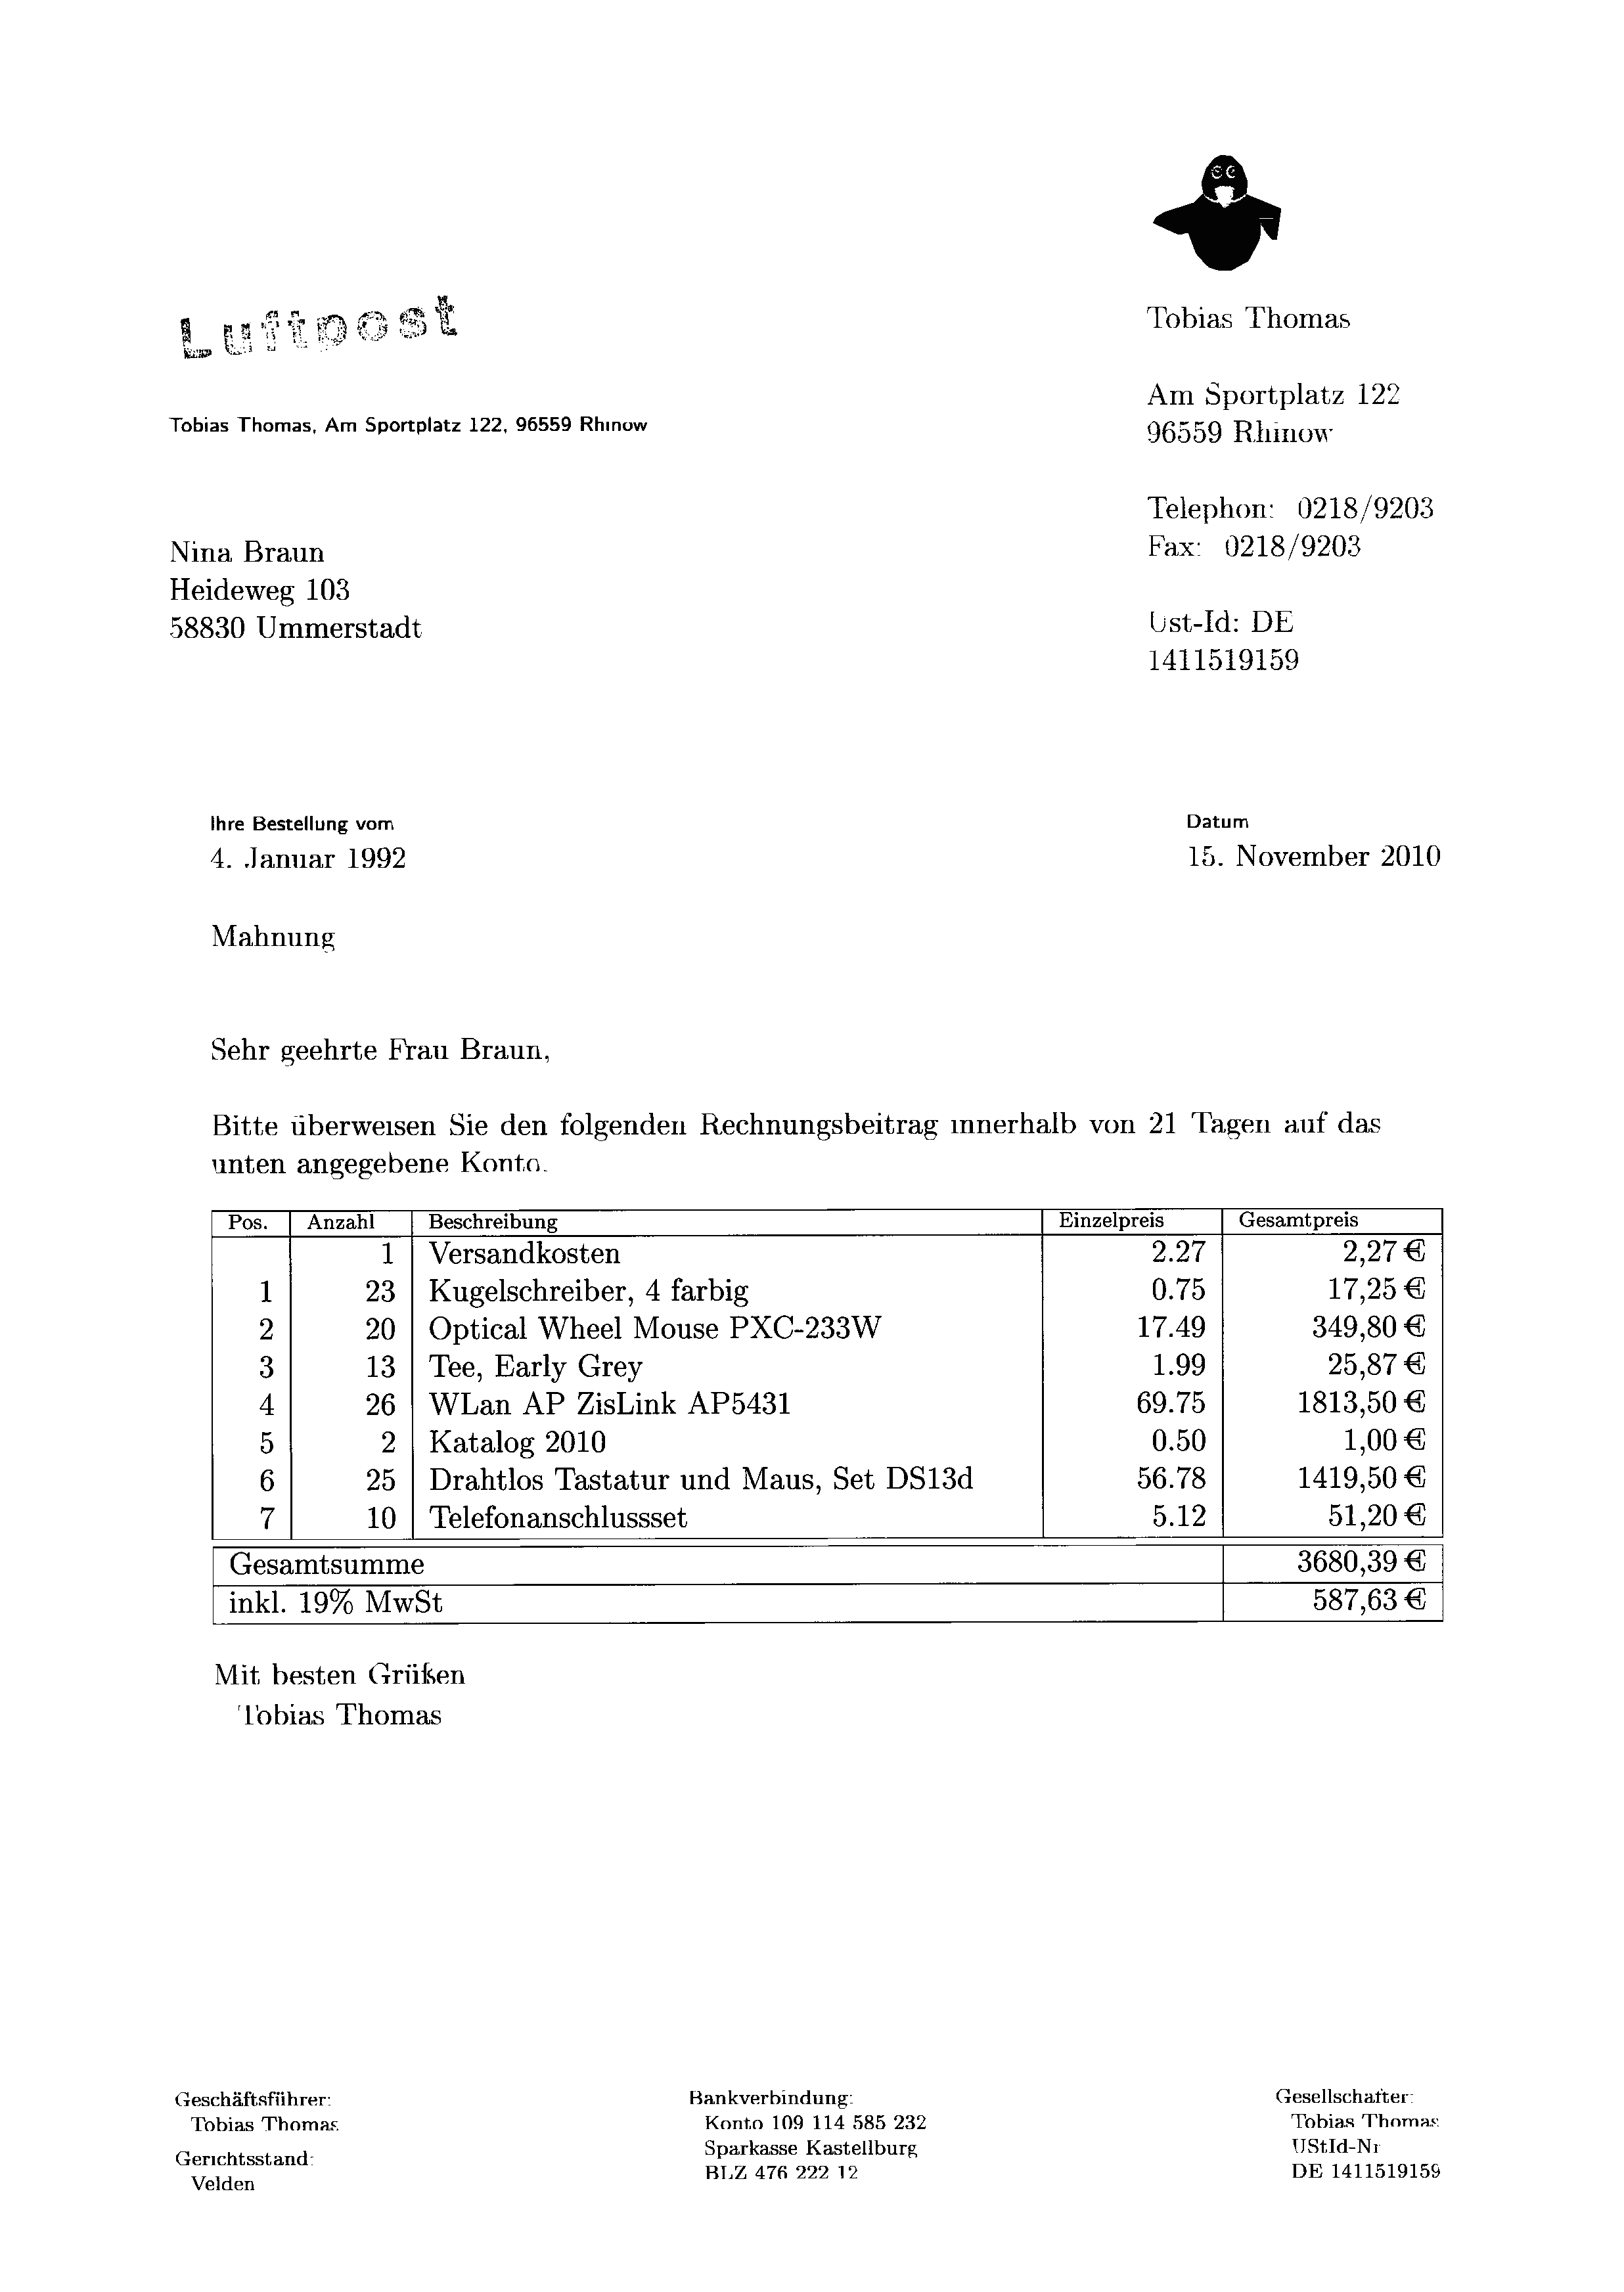 Luftpost
Tobias Thomas
Am Sportplatz 122
96559 Rhinow
Tobias Thomas, Am Sportplatz 122, 96559 Rhinow
Telephon: 0218/9203
Fax: 0218/9203
Nina Braun
Heideweg 103
58830 Ummerstadt
Ust-Id: DE
1411519159
Ihre Bestellung vom
4. Januar 1992
Datum
15. November 2010
Mahnung
Sehr geehrte Frau Braun,
Bitte überweisen Sie den folgenden Rechnungsbeitrag innerhalb von 21 Tagen auf das
unten angegebene Konto.
Pos. Anzahl Beschreibung Einzelpreis Gesamtpreis
1 Versandkosten 2.27 2,27 €
1 23 Kugelschreiber, 4 farbig 0.75 17,25 €
2 20 Optical Wheel Mouse PXC-233W 17.49 349,80 €
3 13 Tee, Early Grey 1.99 25,87 €
4 26 WLan AP ZisLink AP5431 69.75 1813,50 €
5 2 Katalog 2010 0.50 1,00 €
6 25 Drahtlos Tastatur und Maus, Set DS13d 56.78 1419,50 €
7 10 Telefonanschlussset 5.12 51,20 €
Gesamtsumme 3680,39 €
inkl. 19% MwSt 587,63 €
Mit besten Grüßen
Tobias Thomas
Geschäftsführer:
Tobias Thomas
Gerichtsstand:
Velden
Bankverbindung:
Konto 109 114 585 232
Sparkasse Kastellburg
BLZ 476 222 12
Gesellschafter:
Tobias Thomas
UStId-Nr
DE 1411519159